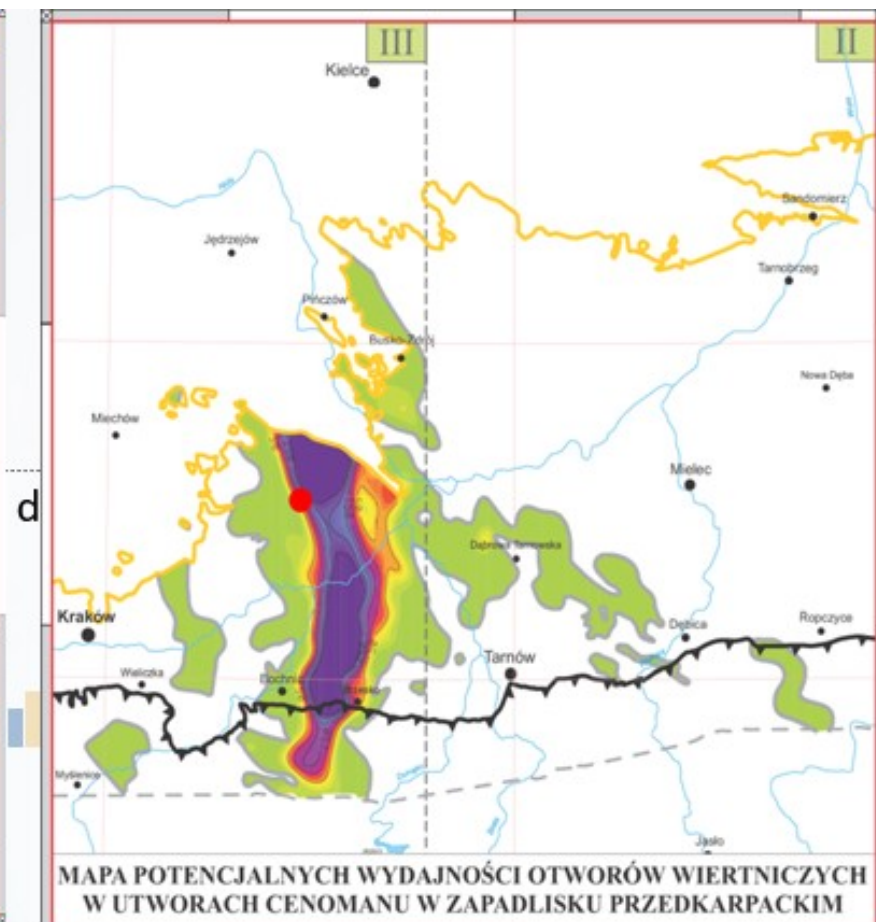 III
II
Kielce
Sandomierz
Jędrzejów
Tarnobrzeg
Pińczów
Busko-Zdrój
Nowa Dęba
Miechów
Mielec
d
Dąbrowa Tarnowska
Kraków
Dębica
Ropczyce
Tarnów
Wieliczka
Bochnia
Brzesko
Myślenice
Jasło
MAPA POTENCJALNYCH WYDAJNOŚCI OTWORÓW WIERTNICZYCH
W UTWORACH CENOMANU W ZAPADLISKU PRZEDKARPACKIM